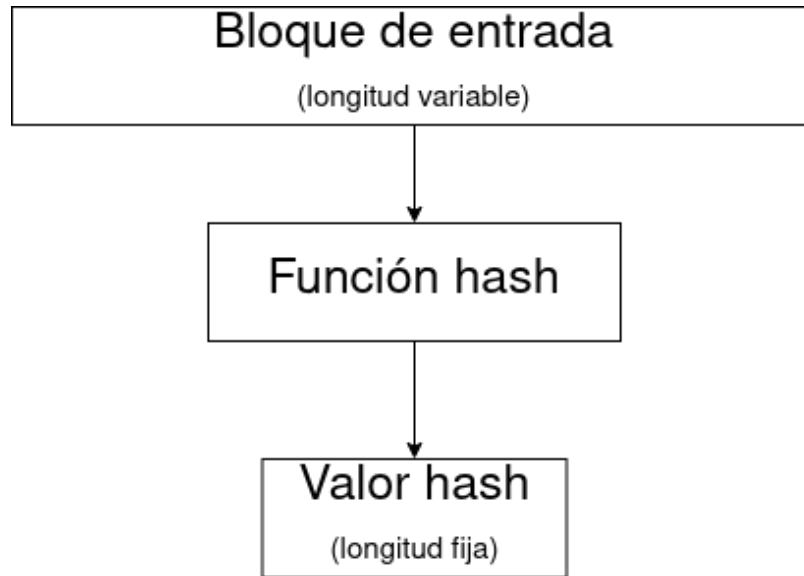 Bloque de entrada
(longitud variable)
Función hash
Valor hash
(longitud fija)